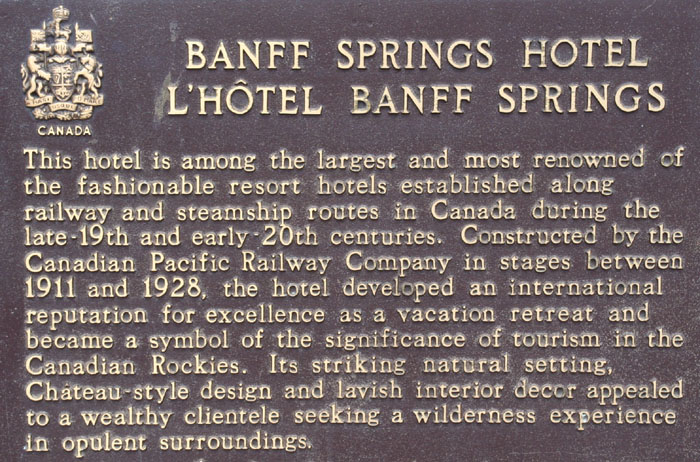 CANADA
BANFF SPRINGS HOTEL
L'HÔTEL BANFF SPRINGS
This hotel is among the largest and most renowned of
the fashionable resort hotels established along
railway and steamship routes in Canada during the
late-19th and early-20th centuries. Constructed by the
Canadian Pacific Railway Company in stages between
1911 and 1928, the hotel developed an international
reputation for excellence as a vacation retreat and
became a symbol of the significance of tourism in the
Canadian Rockies. Its striking natural setting,
Château-style design and lavish interior decor appealed
to a wealthy clientele seeking a wilderness experience
in opulent surroundings.